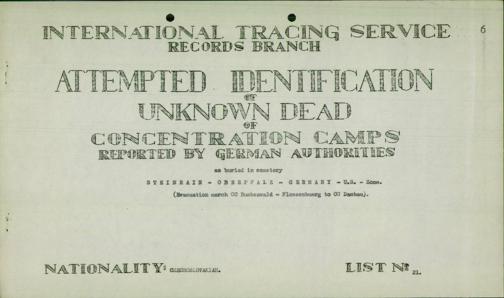 6
INTERNATIONAL TRACING SERVICE
RECORDS BRANCH
ATTEMPTED IDENTIFICATION
OF
UNKNOWN DEAD
OF
CONCENTRATION CAMPS
REPORTED BY GERMAN AUTHORITIES
as buried in cemetery
STEINRAIN - OBERPFALZ - GERMANY - U.S. - Zone.
(Evacuation march CC Buchenwald - Flossenbuerg to CC Dachau).
NATIONALITY: CZECHOSLOVAKIAN. LIST No 21.